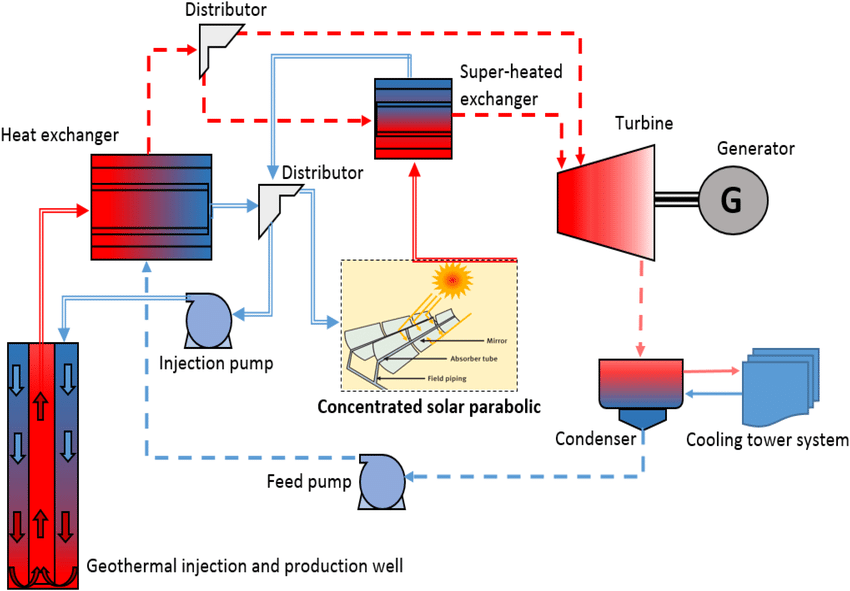 Distributor
Super-heated
exchanger
Turbine
Heat exchanger
Generator
Distributor
G
Mirror
Absorber tube
Injection pump
Field piping
Concentrated solar parabolic
Condenser
Cooling tower system
Feed pump
Geothermal injection and production well